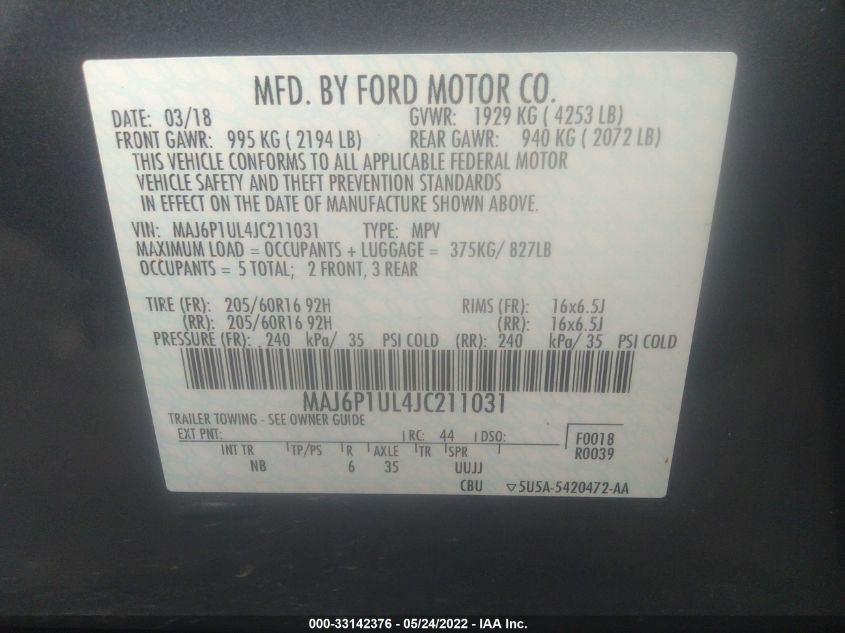 MFD. BY FORD MOTOR CO.
DATE: 03/18 GVWR: 1929 KG ( 4253 LB)
FRONT GAWR: 995 KG ( 2194 LB) REAR GAWR: 940 KG ( 2072 LB)
THIS VEHICLE CONFORMS TO ALL APPLICABLE FEDERAL MOTOR
VEHICLE SAFETY AND THEFT PREVENTION STANDARDS
IN EFFECT ON THE DATE OF MANUFACTURE SHOWN ABOVE.
VIN: MAJ6P1UL4JC211031 TYPE: MPV
MAXIMUM LOAD = OCCUPANTS + LUGGAGE = 375KG/ 827LB
OCCUPANTS = 5 TOTAL; 2 FRONT, 3 REAR
TIRE (FR): 205/60R16 92H RIMS (FR): 16x6.5J
(RR): 205/60R16 92H (RR): 16x6.5J
PRESSURE (FR): 240 kPa/ 35 PSI COLD (RR): 240 kPa/ 35 PSI COLD
MAJ6P1UL4JC211031
TRAILER TOWING - SEE OWNER GUIDE
EXT PNT: RC: 44 DSO: F0018
R0039
INT TR TP/PS R AXLE TR SPR
NB 6 35 UUJJ
CBU ▽5U5A-5420472-AA
000-33142376 - 05/24/2022 - IAA Inc.